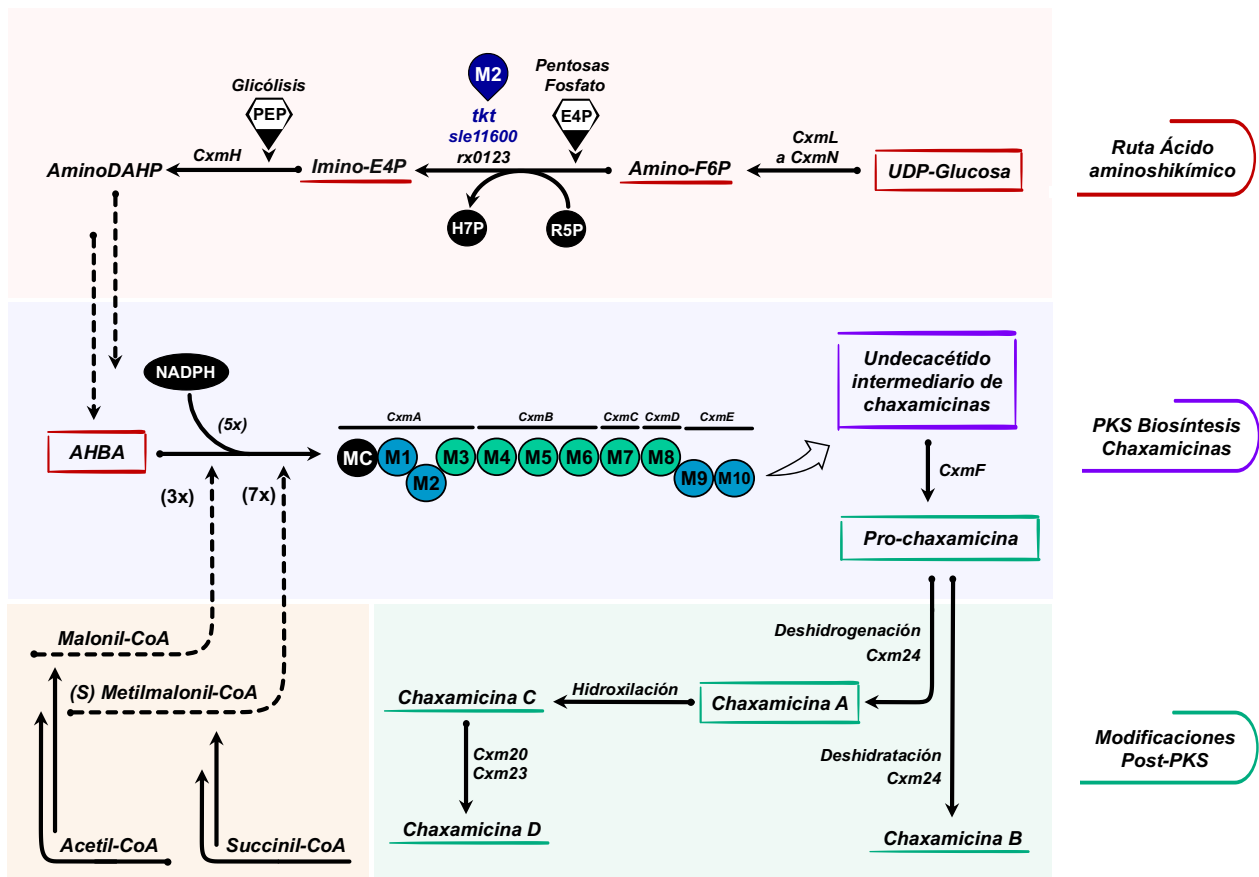 Glicólisis
PEP
M2
tkt
sle11600
rx0123
Pentosas
Fosfato
E4P
CxmL
a CxmN
AminoDAHP
CxmH
Imino-E4P
Amino-F6P
UDP-Glucosa
H7P
R5P
Ruta Ácido
aminoshikímico
NADPH
(5x)
AHBA
(3x)
(7x)
CxmA
CxmB
CxmC
CxmD
CxmE
MC
M1
M2
M3
M4
M5
M6
M7
M8
M9
M10
Undecacétido
intermediario de
chaxamicinas
CxmF
Pro-chaxamicina
PKS Biosíntesis
Chaxamicinas
Malonil-CoA
(S) Metilmalonil-CoA
Acetil-CoA
Succinil-CoA
Deshidrogenación
Cxm24
Chaxamicina C
Hidroxilación
Chaxamicina A
Cxm20
Cxm23
Deshidratación
Cxm24
Chaxamicina D
Chaxamicina B
Modificaciones
Post-PKS